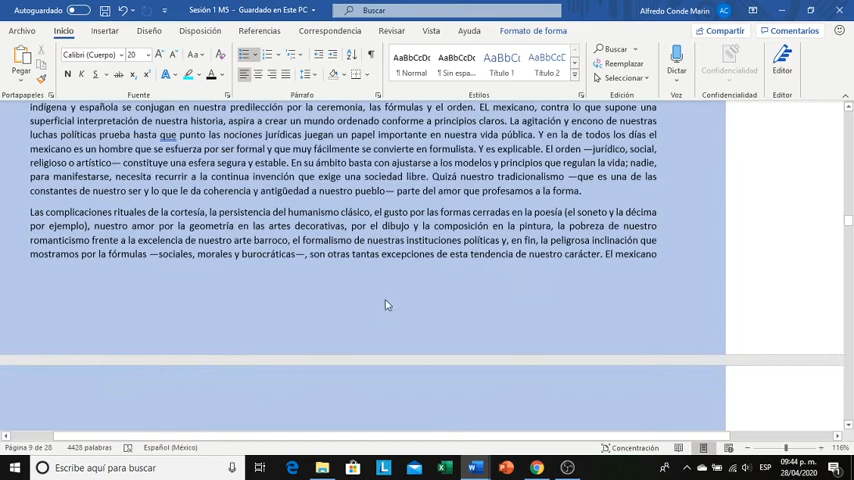 Autoguardado
Sesión 1 M5 - Guardado en Este PC
Buscar
Alfredo Conde Marin
AC
Archivo
Inicio
Insertar
Dibujar
Diseño
Disposición
Referencias
Correspondencia
Revisar
Vista
Ayuda
Formato de forma
Compartir
Comentarios
Pegar
Calibri (Cuerpo)
20
N K S ab x₂ x² A A
AaBbCcDc
AaBbCcDc
AaBbC
AaBbCcD
¶ Normal
¶ Sin espa...
Título 1
Título 2
Buscar
Reemplazar
Seleccionar
Dictar
Confidencialidad
Editor
Portapapeles
Fuente
Párrafo
Estilos
Edición
Voz
Confidencialidad
Editor
indígena y española se conjugan en nuestra predilección por la ceremonia, las fórmulas y el orden. EL mexicano, contra lo que supone una
superficial interpretación de nuestra historia, aspira a crear un mundo ordenado conforme a principios claros. La agitación y encono de nuestras
luchas políticas prueba hasta que punto las nociones jurídicas juegan un papel importante en nuestra vida pública. Y en la de todos los días el
mexicano es un hombre que se esfuerza por ser formal y que muy fácilmente se convierte en formulista. Y es explicable. El orden —jurídico, social,
religioso o artístico— constituye una esfera segura y estable. En su ámbito basta con ajustarse a los modelos y principios que regulan la vida; nadie,
para manifestarse, necesita recurrir a la continua invención que exige una sociedad libre. Quizá nuestro tradicionalismo —que es una de las
constantes de nuestro ser y lo que le da coherencia y antigüedad a nuestro pueblo— parte del amor que profesamos a la forma.
Las complicaciones rituales de la cortesía, la persistencia del humanismo clásico, el gusto por las formas cerradas en la poesía (el soneto y la décima
por ejemplo), nuestro amor por la geometría en las artes decorativas, por el dibujo y la composición en la pintura, la pobreza de nuestro
romanticismo frente a la excelencia de nuestro arte barroco, el formalismo de nuestras instituciones políticas y, en fin, la peligrosa inclinación que
mostramos por la fórmulas —sociales, morales y burocráticas—, son otras tantas excepciones de esta tendencia de nuestro carácter. El mexicano
Página 9 de 28
4428 palabras
Español (México)
Concentración
116%
Escribe aquí para buscar
ESP
09:44 p. m.
28/04/2020